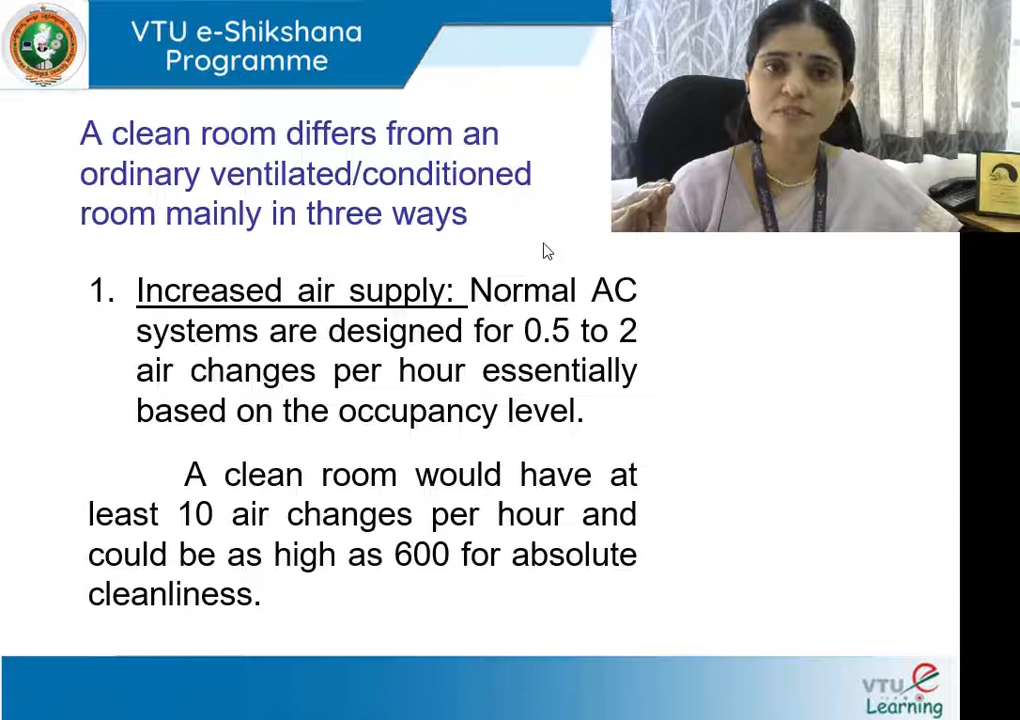 VTU e-Shikshana
Programme
A clean room differs from an
ordinary ventilated/conditioned
room mainly in three ways
1. Increased air supply: Normal AC
systems are designed for 0.5 to 2
air changes per hour essentially
based on the occupancy level.
A clean room would have at
least 10 air changes per hour and
could be as high as 600 for absolute
cleanliness.
VTU e
Learning